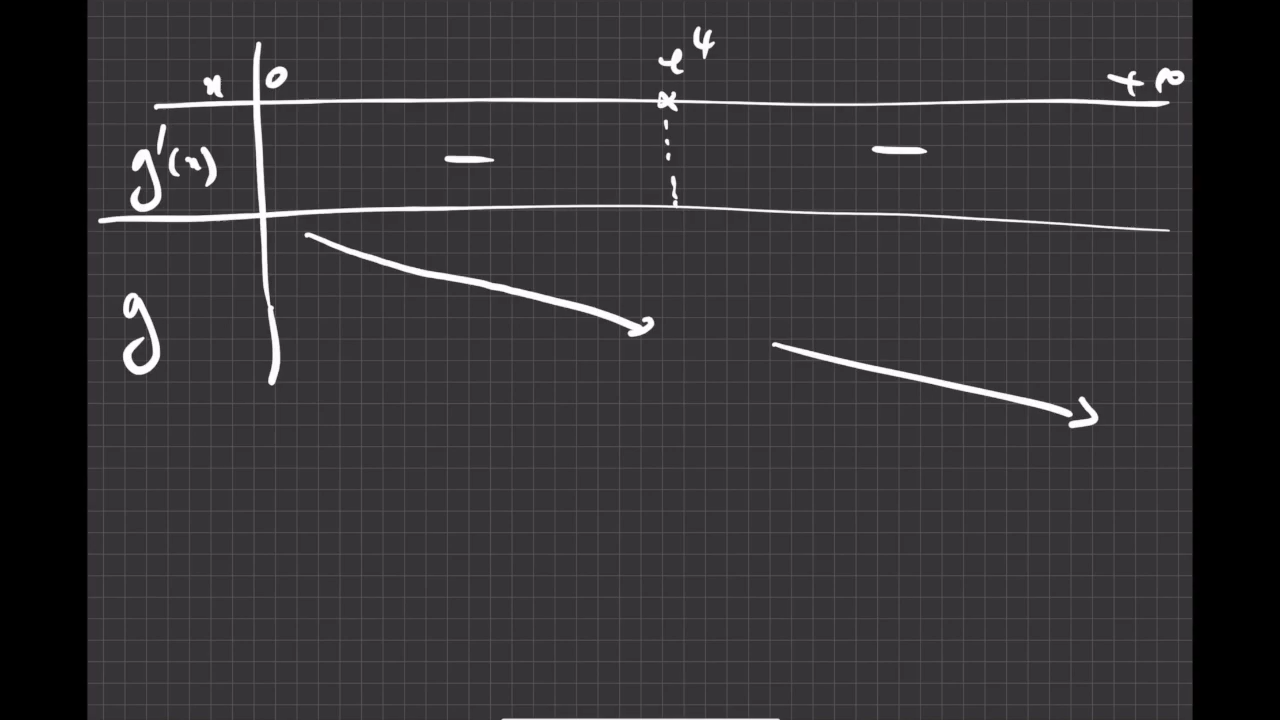 x 0 e⁴ +∞
g'(x) − −
g